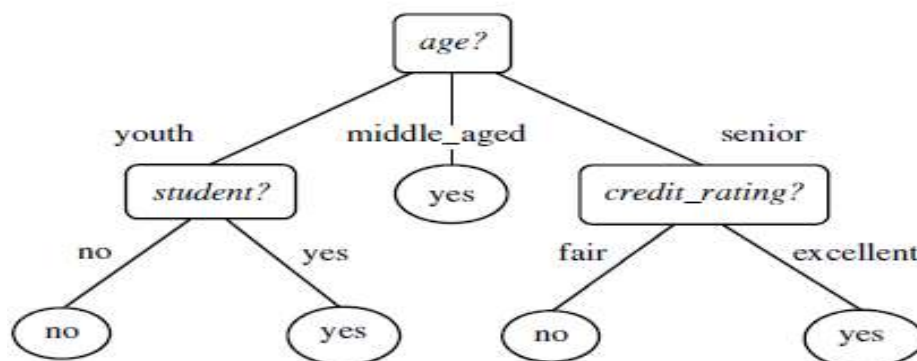 age?
youth middle_aged senior
student? yes credit_rating?
no yes fair excellent
no yes no yes